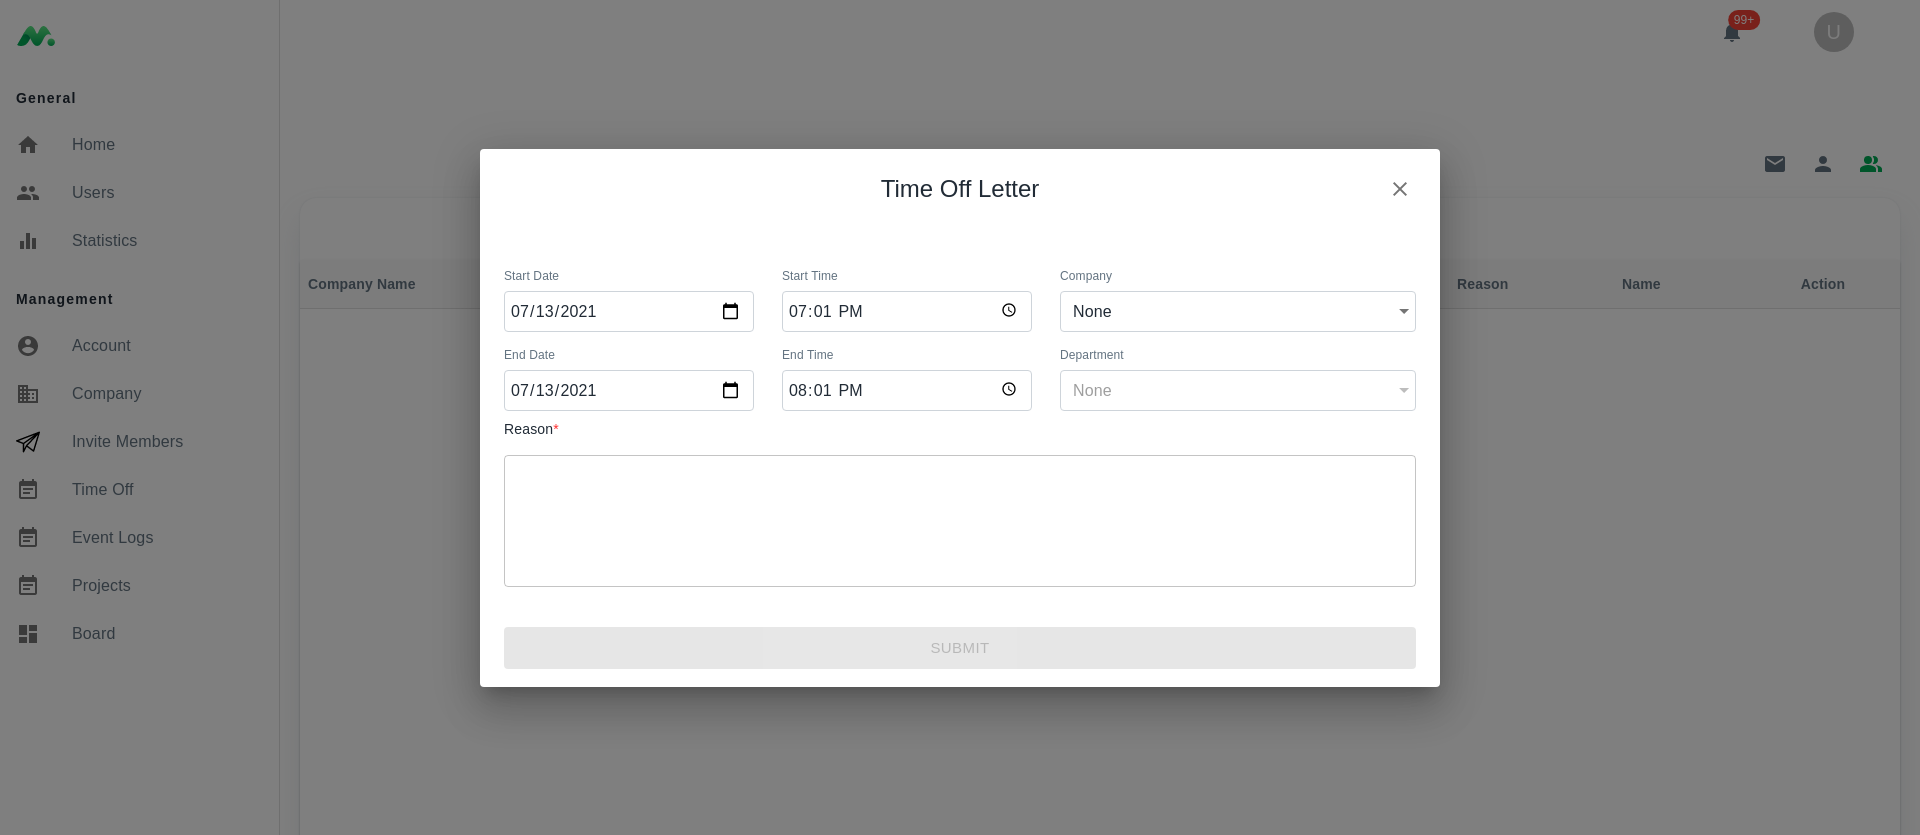 99+
U
General
Home
Users
Statistics
Management
Account
Company
Invite Members
Time Off
Event Logs
Projects
Board
Company Name
Reason
Name
Action
Time Off Letter
Start Date
Start Time
Company
07/13/2021
07:01 PM
None
End Date
End Time
Department
07/13/2021
08:01 PM
None
Reason*
SUBMIT